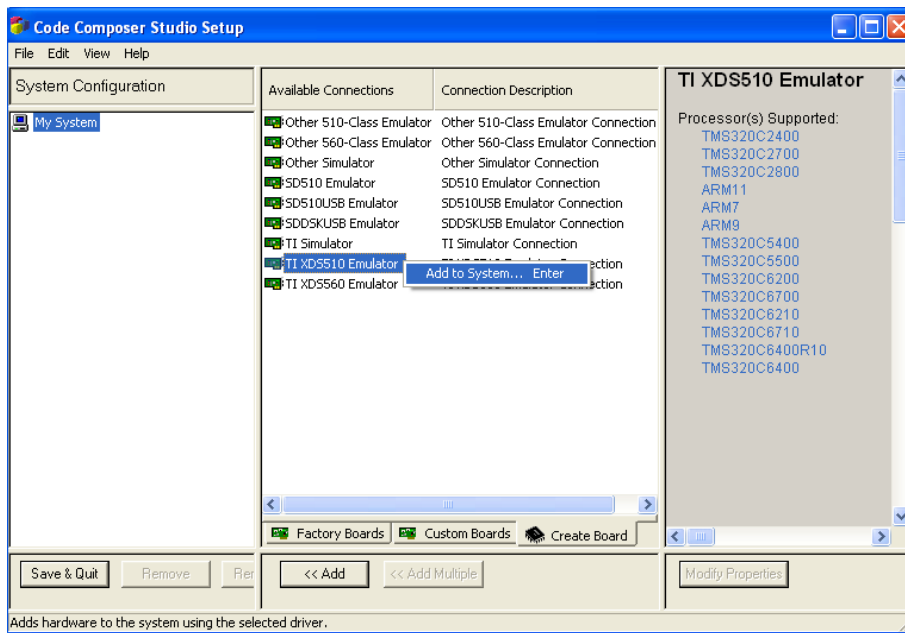 Code Composer Studio Setup
File Edit View Help
System Configuration
My System
Available Connections Connection Description
Other 510-Class Emulator Other 510-Class Emulator Connection
Other 560-Class Emulator Other 560-Class Emulator Connection
Other Simulator Other Simulator Connection
SD510 Emulator SD510 Emulator Connection
SD510USB Emulator SD510USB Emulator Connection
SDDSKUSB Emulator SDDSKUSB Emulator Connection
TI Simulator TI Simulator Connection
TI XDS510 Emulator ction
Add to System... Enter
TI XDS560 Emulator ction
Factory Boards Custom Boards Create Board
TI XDS510 Emulator
Processor(s) Supported:
TMS320C2400
TMS320C2700
TMS320C2800
ARM11
ARM7
ARM9
TMS320C5400
TMS320C5500
TMS320C6200
TMS320C6700
TMS320C6210
TMS320C6710
TMS320C6400R10
TMS320C6400
Save & Quit Remove Rer << Add << Add Multiple Modify Properties
Adds hardware to the system using the selected driver.